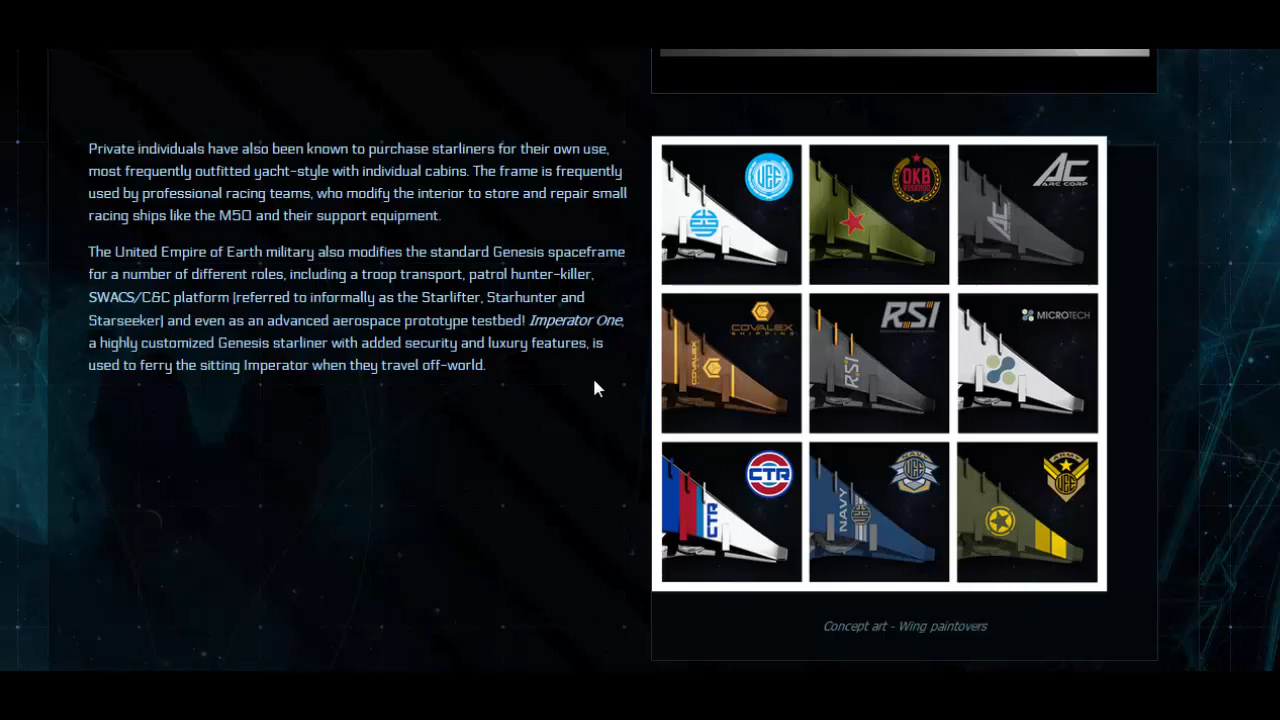 Private individuals have also been known to purchase starliners for their own use,
most frequently outfitted yacht-style with individual cabins. The frame is frequently
used by professional racing teams, who modify the interior to store and repair small
racing ships like the M50 and their support equipment.
The United Empire of Earth military also modifies the standard Genesis spaceframe
for a number of different roles, including a troop transport, patrol hunter-killer,
SWACS/C&C platform (referred to informally as the Starlifter, Starhunter and
Starseeker) and even as an advanced aerospace prototype testbed! Imperator One,
a highly customized Genesis starliner with added security and luxury features, is
used to ferry the sitting Imperator when they travel off-world.
UEE
OKB
VOSKHOD
AC
ARC CORP
AC
COVALEX
SHIPPING
COVALEX
RSI
RSI
MICROTECH
CTR
CTR
NAVY
UEE
NAVY
ARMY
UEE
Concept art - Wing paintovers